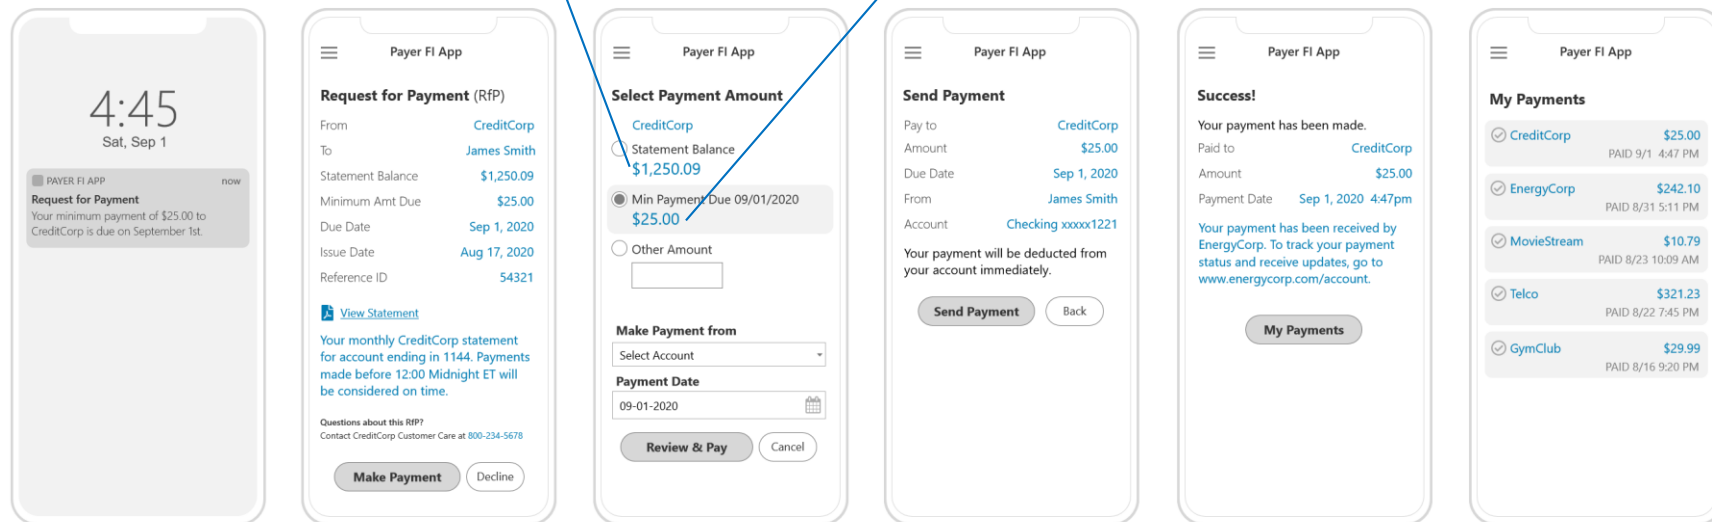 4:45
Sat, Sep 1
PAYER FI APP now
Request for Payment
Your minimum payment of $25.00 to
CreditCorp is due on September 1st.
Payer FI App
Request for Payment (RfP)
From CreditCorp
To James Smith
Statement Balance $1,250.09
Minimum Amt Due $25.00
Due Date Sep 1, 2020
Issue Date Aug 17, 2020
Reference ID 54321
View Statement
Your monthly CreditCorp statement
for account ending in 1144. Payments
made before 12:00 Midnight ET will
be considered on time.
Questions about this RfP?
Contact CreditCorp Customer Care at 800-234-5678
Make Payment Decline
Payer FI App
Select Payment Amount
CreditCorp
Statement Balance
$1,250.09
Min Payment Due 09/01/2020
$25.00
Other Amount
Make Payment from
Select Account
Payment Date
09-01-2020
Review & Pay Cancel
Payer FI App
Send Payment
Pay to CreditCorp
Amount $25.00
Due Date Sep 1, 2020
From James Smith
Account Checking xxxxx1221
Your payment will be deducted from
your account immediately.
Send Payment Back
Payer FI App
Success!
Your payment has been made.
Paid to CreditCorp
Amount $25.00
Payment Date Sep 1, 2020 4:47pm
Your payment has been received by
EnergyCorp. To track your payment
status and receive updates, go to
www.energycorp.com/account.
My Payments
Payer FI App
My Payments
CreditCorp $25.00
PAID 9/1 4:47 PM
EnergyCorp $242.10
PAID 8/31 5:11 PM
MovieStream $10.79
PAID 8/23 10:09 AM
Telco $321.23
PAID 8/22 7:45 PM
GymClub $29.99
PAID 8/16 9:20 PM